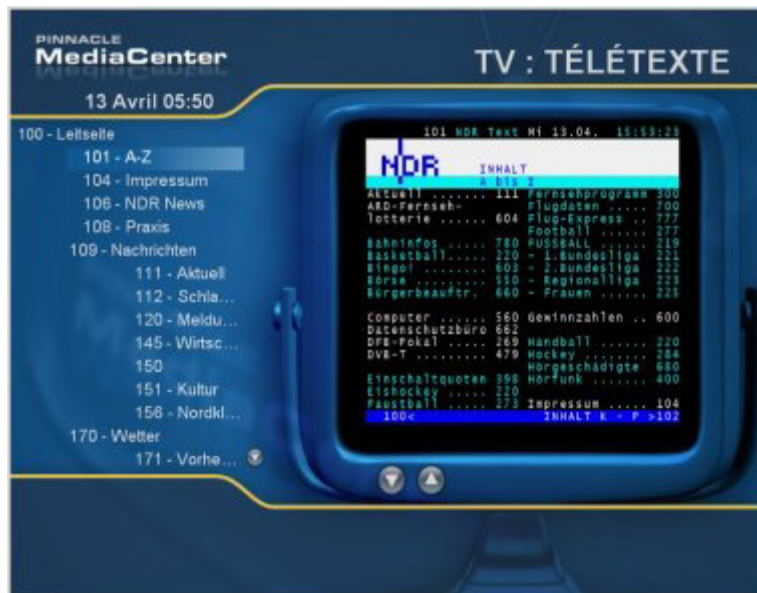 PINNACLE
MediaCenter
TV : TÉLÉTEXTE
13 Avril 05:50
100 - Leitseite
101 - A-Z
104 - Impressum
106 - NDR News
108 - Praxis
109 - Nachrichten
111 - Aktuell
112 - Schla...
120 - Meldu...
145 - Wirtsc...
150
151 - Kultur
156 - Nordkl...
170 - Wetter
171 - Vorhe...
101 NDR Text Mi 13.04. 15:53:23
NDR INHALT
A bis I
Aktuell ....... 111 Fernsehprogramm 300
ARD-Fernseh- Flugdaten ..... 700
lotterie ...... 604 Flug-Express .. 777
Football ...... 277
Bahninfos ..... 780 FUSSBALL ...... 219
Basketball..... 220 - 1.Bundesliga 221
Bingo! ........ 603 - 2.Bundesliga 222
Börse ......... 550 - Regionalliga 223
Bürgerbeauftr. 660 - Frauen ..... 225
Computer ...... 560 Gewinnzahlen .. 600
Datenschutzbüro 662
DFB-Pokal ..... 269 Handball ...... 220
DVB-T ......... 479 Hockey ........ 284
Hörgeschädigte 680
Einschaltquoten 398 Hörfunk ....... 400
Eishockey ..... 220
Faustball ..... 273 Impressum ..... 104
100< INHALT K - P >102